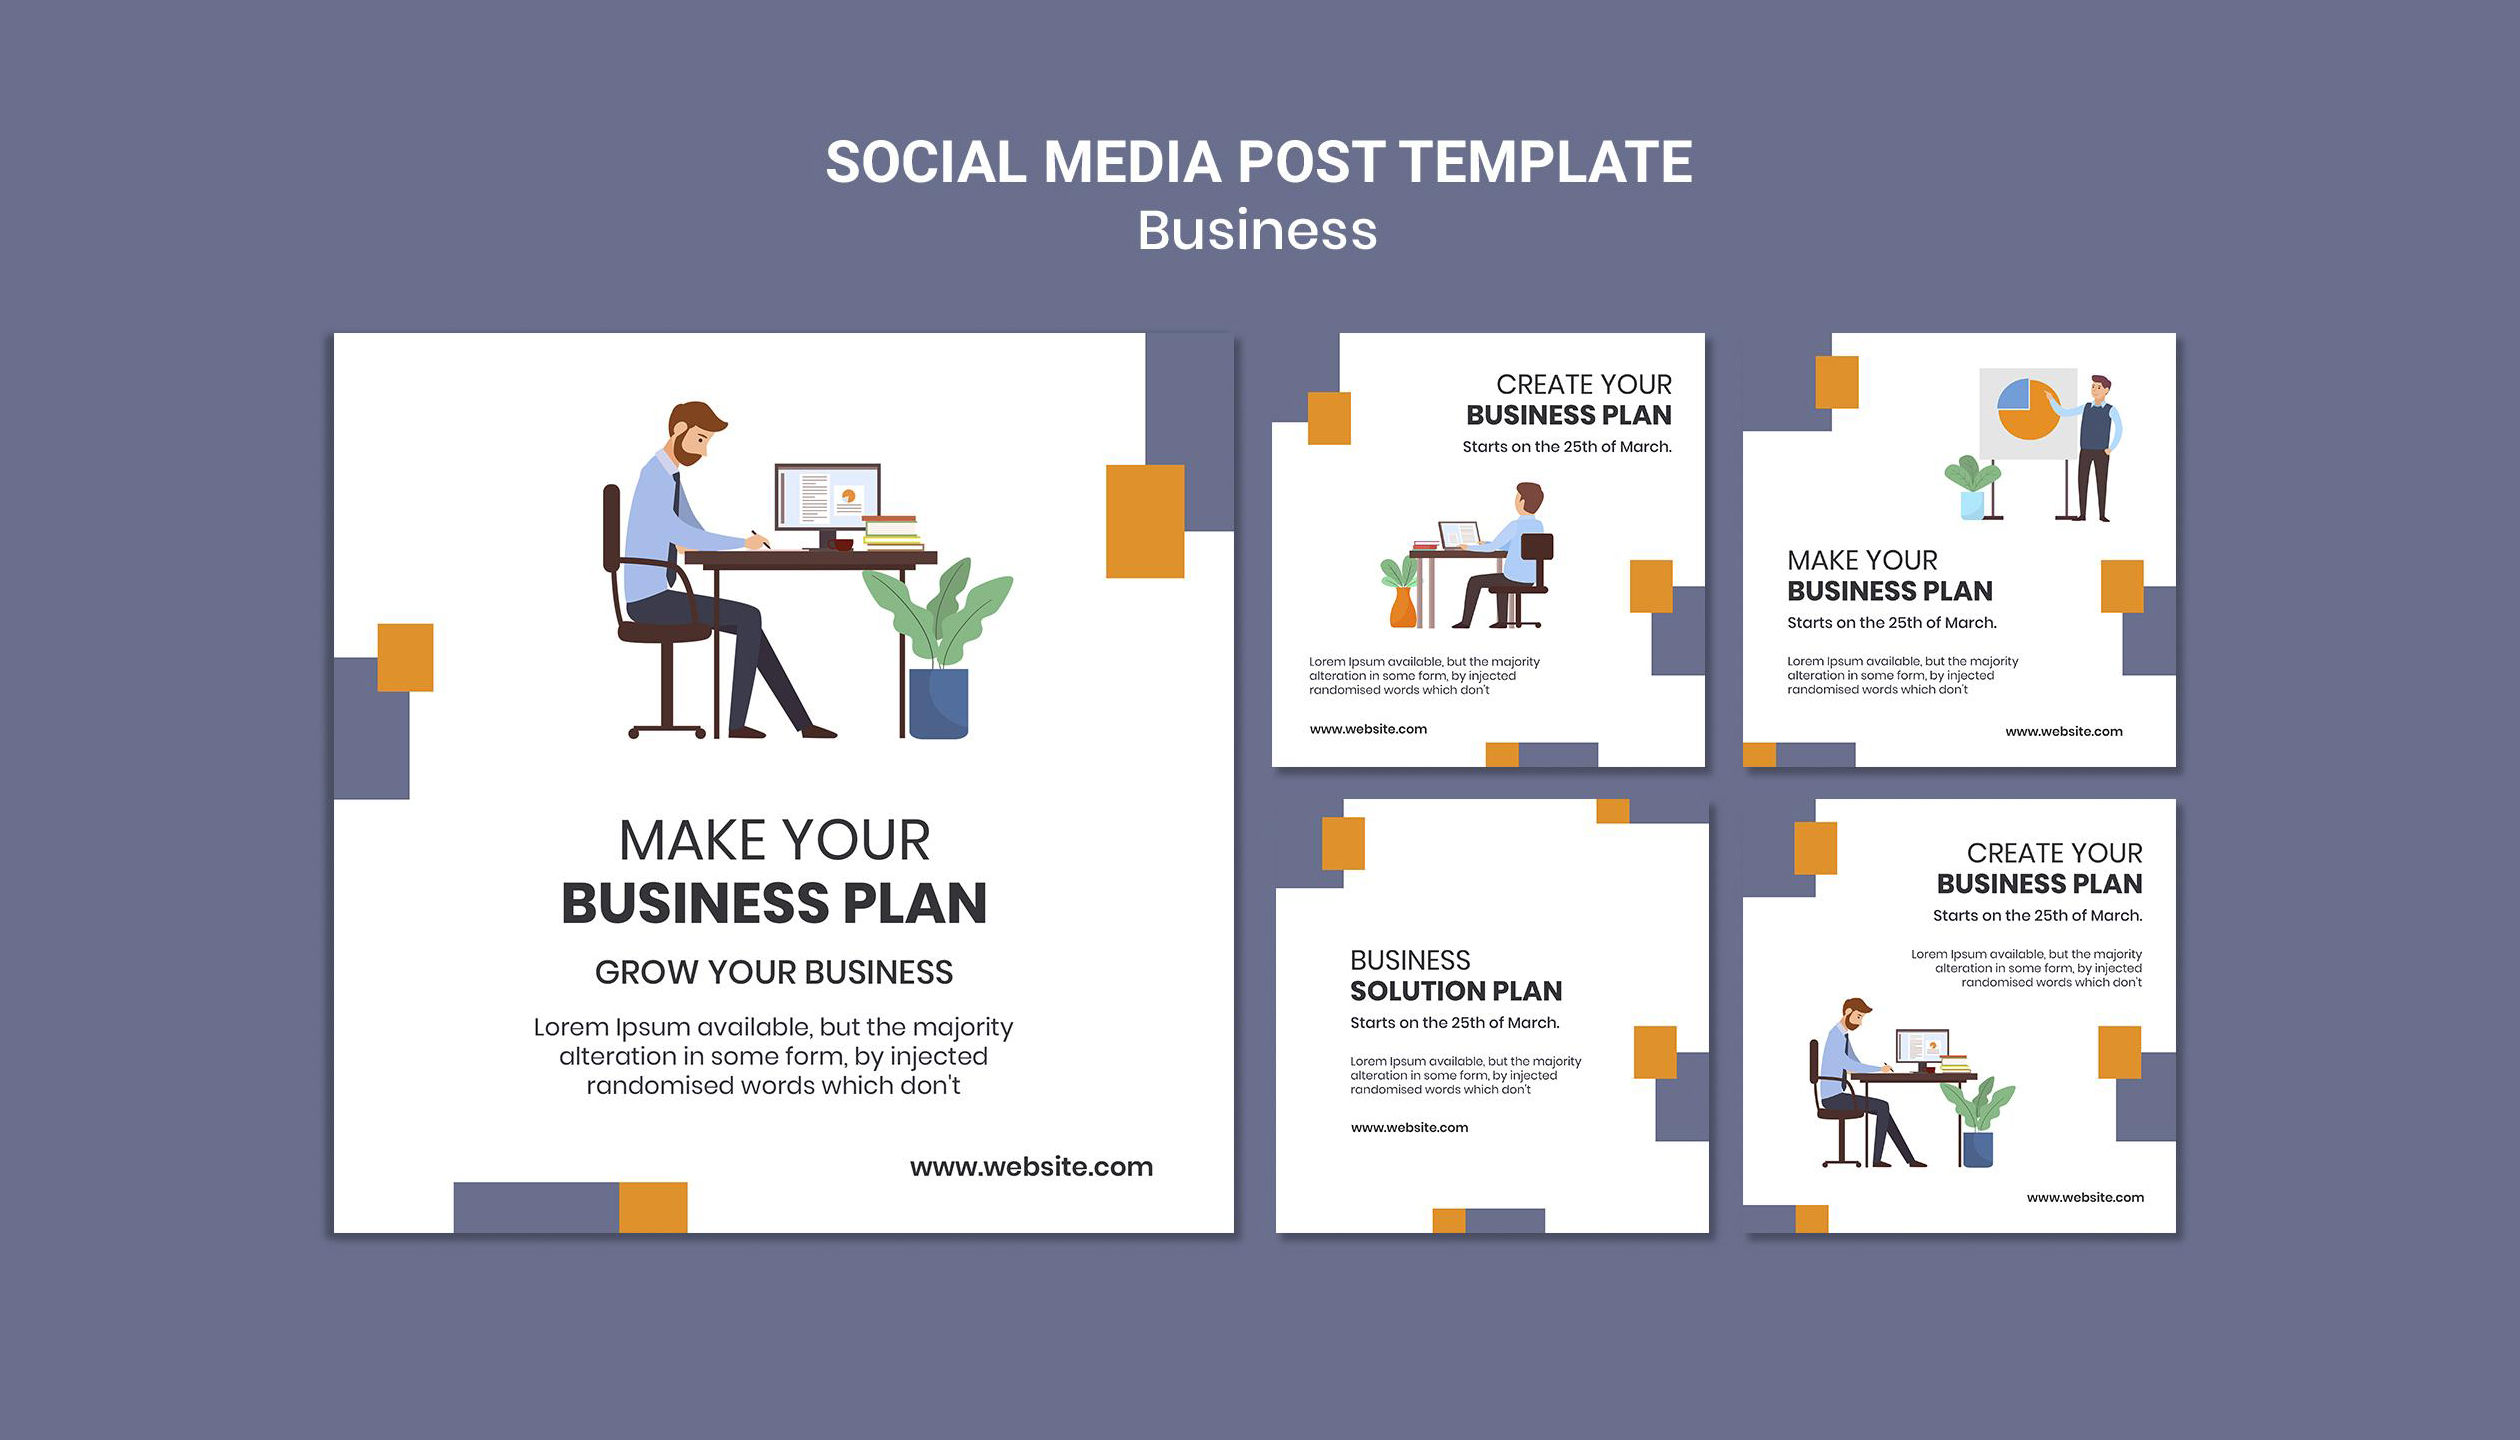 SOCIAL MEDIA POST TEMPLATE
Business
MAKE YOUR
BUSINESS PLAN
GROW YOUR BUSINESS
Lorem Ipsum available, but the majority
alteration in some form, by injected
randomised words which don't
www.website.com
CREATE YOUR
BUSINESS PLAN
Starts on the 25th of March.
Lorem Ipsum available, but the majority
alteration in some form, by injected
randomised words which don't
www.website.com
MAKE YOUR
BUSINESS PLAN
Starts on the 25th of March.
Lorem Ipsum available, but the majority
alteration in some form, by injected
randomised words which don't
www.website.com
BUSINESS
SOLUTION PLAN
Starts on the 25th of March.
Lorem Ipsum available, but the majority
alteration in some form, by injected
randomised words which don't
www.website.com
CREATE YOUR
BUSINESS PLAN
Starts on the 25th of March.
Lorem Ipsum available, but the majority
alteration in some form, by injected
randomised words which don't
www.website.com